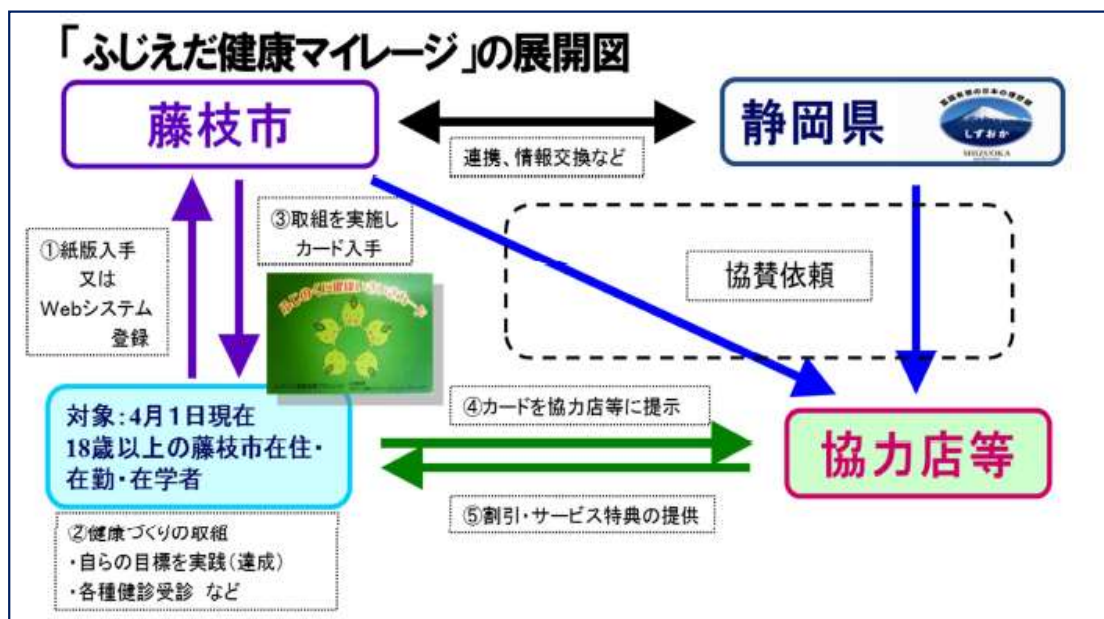 「ふじえだ健康マイレージ」の展開図
藤枝市
静岡県
しずおか
SHIZUOKA
連携、情報交換など
①紙版入手
又は
Webシステム
登録
③取組を実施し
カード入手
協賛依頼
対象:4月1日現在
18歳以上の藤枝市在住・
在勤・在学者
④カードを協力店等に提示
協力店等
⑤割引・サービス特典の提供
②健康づくりの取組
・自らの目標を実践(達成)
・各種健診受診 など